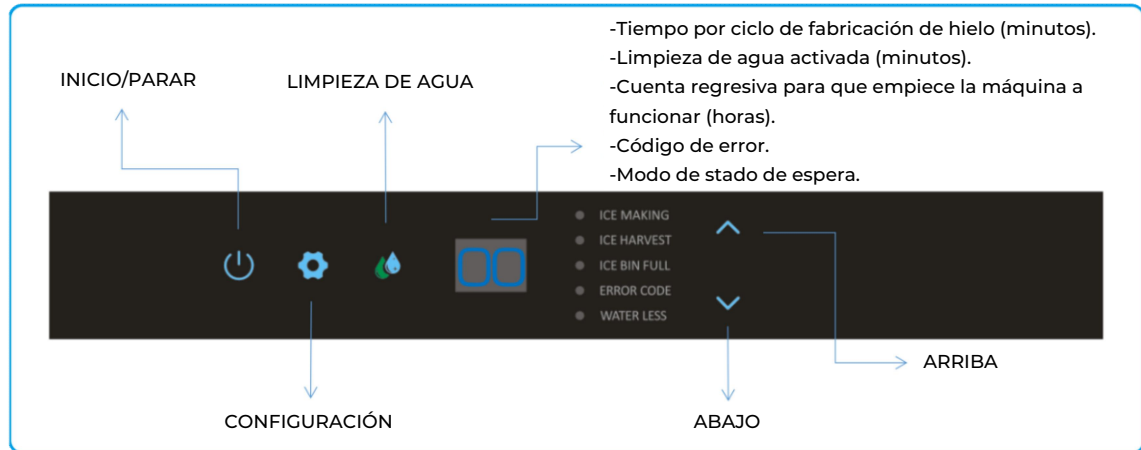 -Tiempo por ciclo de fabricación de hielo (minutos).
-Limpieza de agua activada (minutos).
-Cuenta regresiva para que empiece la máquina a
funcionar (horas).
-Código de error.
-Modo de stado de espera.
INICIO/PARAR
LIMPIEZA DE AGUA
00
ICE MAKING
ICE HARVEST
ICE BIN FULL
ERROR CODE
WATER LESS
ARRIBA
CONFIGURACIÓN
ABAJO